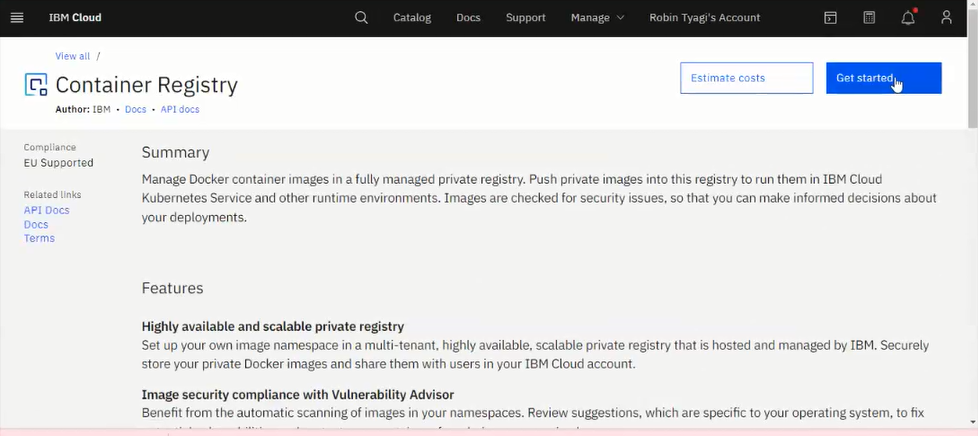 IBM Cloud Catalog Docs Support Manage Robin Tyagi's Account
View all /
Container Registry
Estimate costs
Get started
Author: IBM • Docs • API docs
Compliance
EU Supported
Related links
API Docs
Docs
Terms
Summary
Manage Docker container images in a fully managed private registry. Push private images into this registry to run them in IBM Cloud
Kubernetes Service and other runtime environments. Images are checked for security issues, so that you can make informed decisions about
your deployments.
Features
Highly available and scalable private registry
Set up your own image namespace in a multi-tenant, highly available, scalable private registry that is hosted and managed by IBM. Securely
store your private Docker images and share them with users in your IBM Cloud account.
Image security compliance with Vulnerability Advisor
Benefit from the automatic scanning of images in your namespaces. Review suggestions, which are specific to your operating system, to fix